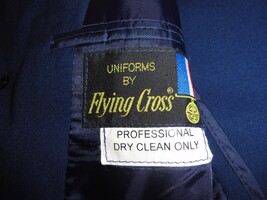 UNIFORMS
BY
Flying Cross®
PROFESSIONAL
DRY CLEAN ONLY